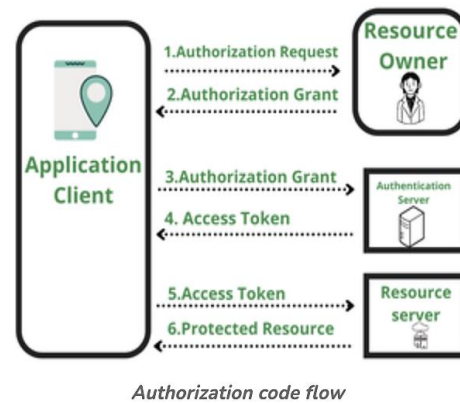 1.Authorization Request
Resource
Owner
2.Authorization Grant
Application
Client
3.Authorization Grant
Authentication
Server
4. Access Token
5.Access Token
Resource
server
6.Protected Resource
Authorization code flow